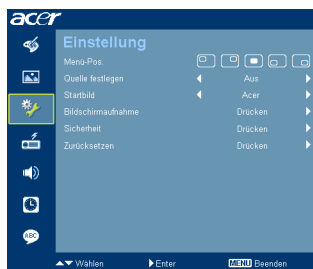 acer
Einstellung
Menü-Pos.
Quelle festlegen Aus
Startbild Acer
Bildschirmaufnahme Drücken
Sicherheit Drücken
Zurücksetzen Drücken
ABC
Wählen Enter MENU Beenden